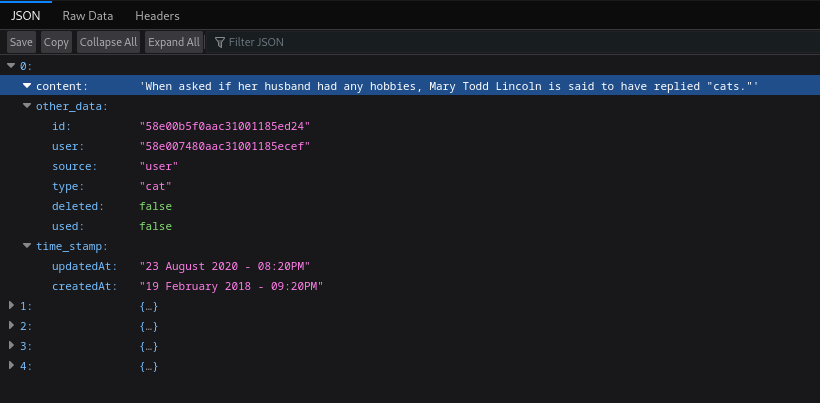 JSON Raw Data Headers
Save Copy Collapse All Expand All Filter JSON
0:
content: 'When asked if her husband had any hobbies, Mary Todd Lincoln is said to have replied "cats."'
other_data:
id: "58e00b5f0aac31001185ed24"
user: "58e007480aac31001185ecef"
source: "user"
type: "cat"
deleted: false
used: false
time_stamp:
updatedAt: "23 August 2020 - 08:20PM"
createdAt: "19 February 2018 - 09:20PM"
1: {…}
2: {…}
3: {…}
4: {…}